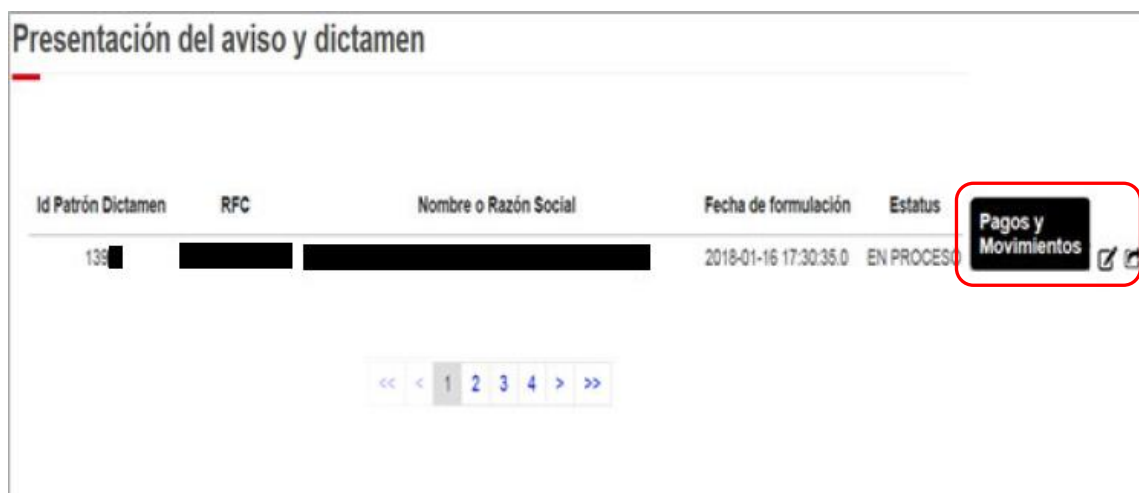 Presentación del aviso y dictamen
Id Patrón Dictamen RFC Nombre o Razón Social Fecha de formulación Estatus
Pagos y
Movimientos
139 2018-01-16 17:30:35.0 EN PROCESO
<< < 1 2 3 4 > >>